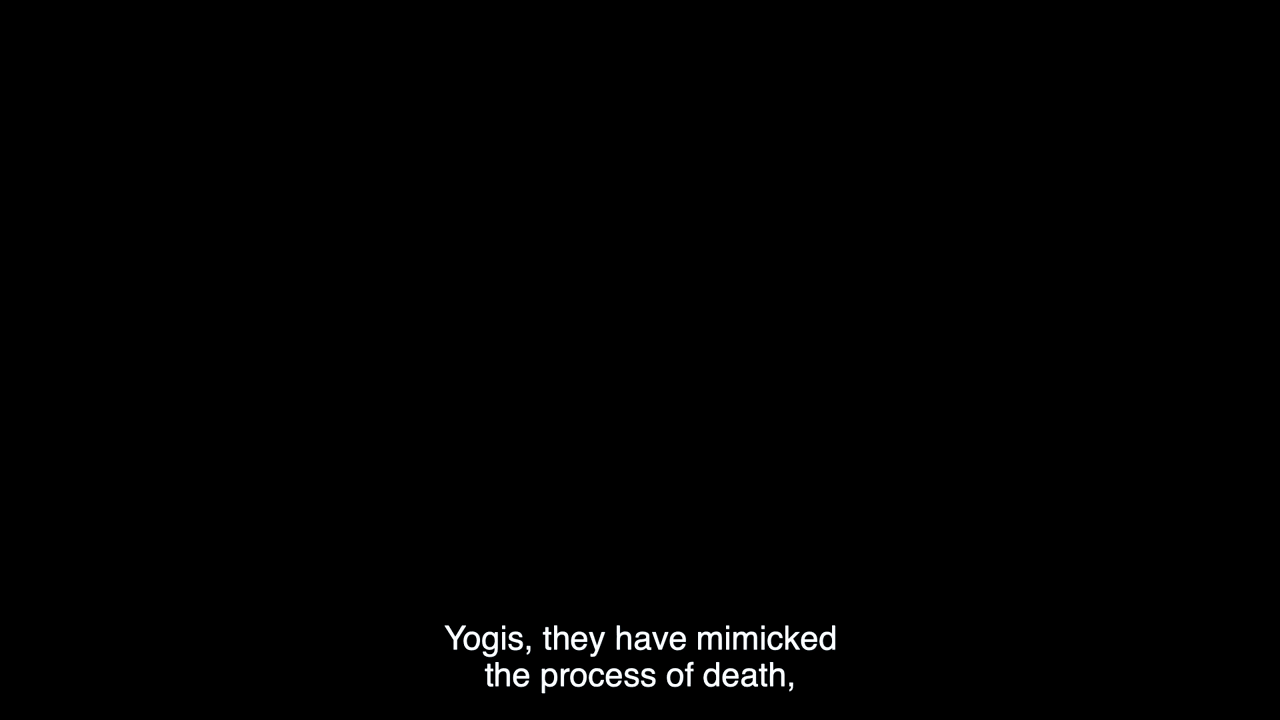 Yogis, they have mimicked
the process of death,